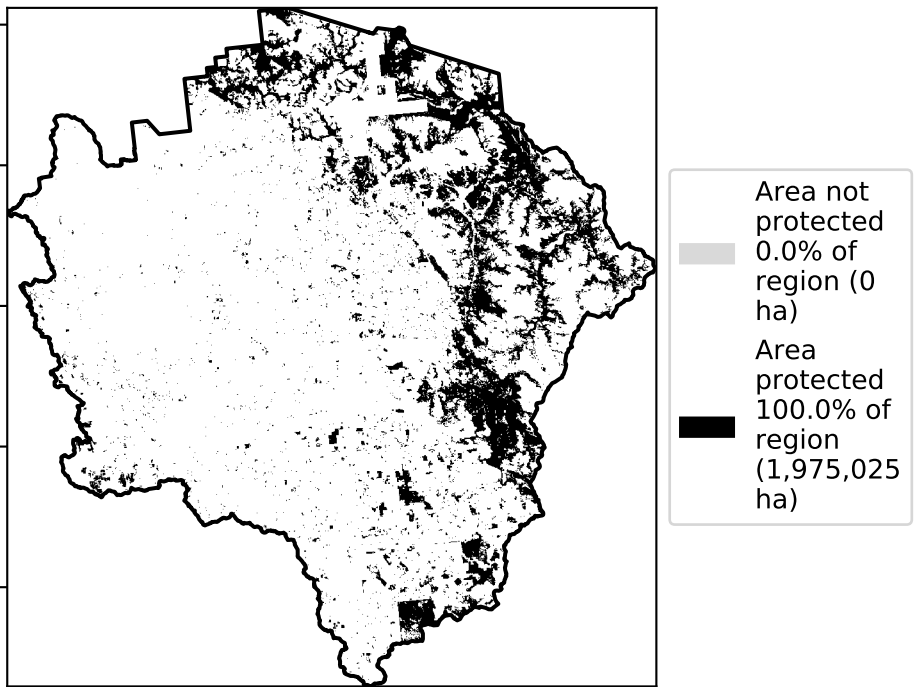 Area not
protected
0.0% of
region (0
ha)
Area
protected
100.0% of
region
(1,975,025
ha)